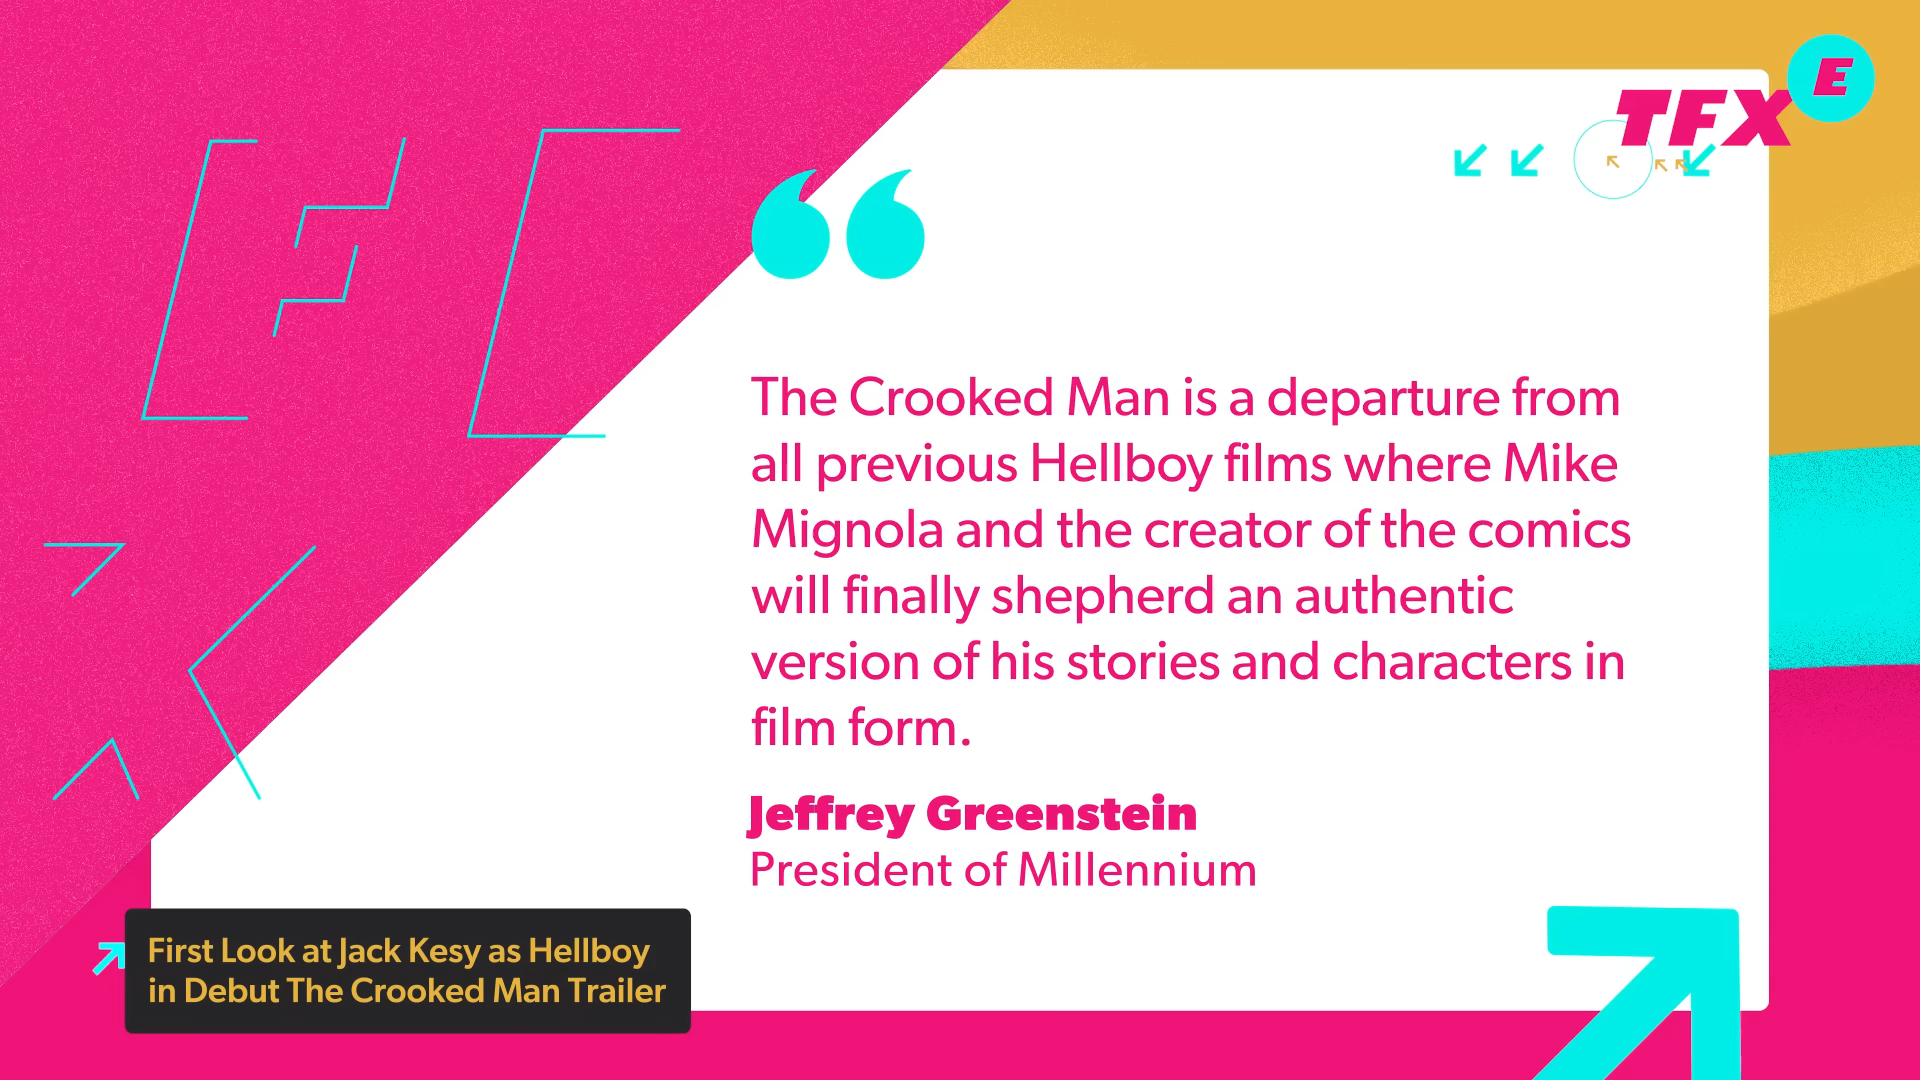 TFX
E
The Crooked Man is a departure from
all previous Hellboy films where Mike
Mignola and the creator of the comics
will finally shepherd an authentic
version of his stories and characters in
film form.
Jeffrey Greenstein
President of Millennium
First Look at Jack Kesy as Hellboy
in Debut The Crooked Man Trailer